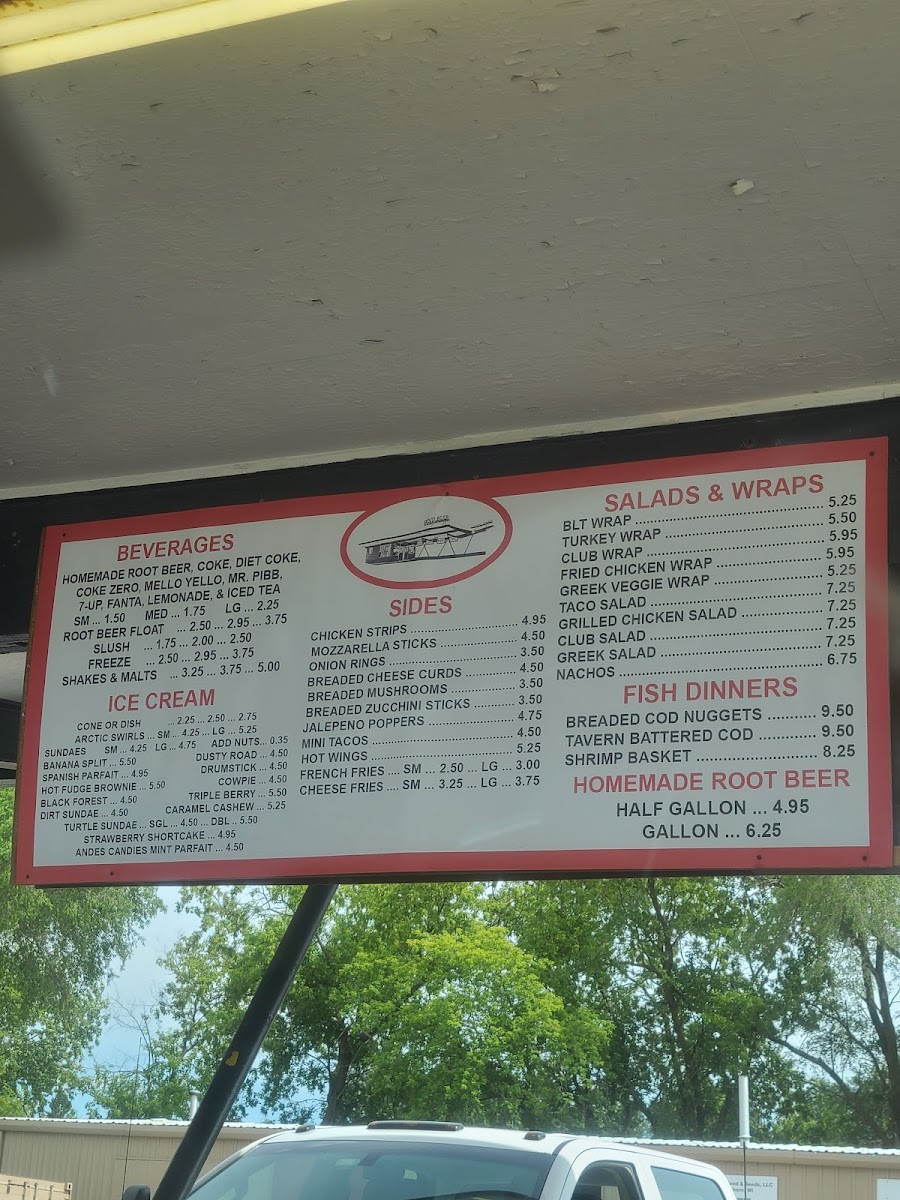 BEVERAGES
HOMEMADE ROOT BEER, COKE, DIET COKE,
COKE ZERO, MELLO YELLO, MR. PIBB,
7-UP, FANTA, LEMONADE, & ICED TEA
SM ... 1.50 MED ... 1.75 LG ... 2.25
ROOT BEER FLOAT ... 2.50 ... 2.95 ... 3.75
SLUSH ... 1.75 ... 2.00 ... 2.50
FREEZE ... 2.50 ... 2.95 ... 3.75
SHAKES & MALTS ... 3.25 ... 3.75 ... 5.00
ICE CREAM
CONE OR DISH ... 2.25 ... 2.50 ... 2.75
ARCTIC SWIRLS ... SM ... 4.25 ... LG ... 5.25
SUNDAES SM ... 4.25 LG ... 4.75 ADD NUTS... 0.35
BANANA SPLIT ... 5.50 DUSTY ROAD ... 4.50
SPANISH PARFAIT ... 4.95 DRUMSTICK ... 4.50
HOT FUDGE BROWNIE ... 5.50 COWPIE ... 4.50
BLACK FOREST ... 4.50 TRIPLE BERRY ... 5.50
DIRT SUNDAE ... 4.50 CARAMEL CASHEW ... 5.25
TURTLE SUNDAE ... SGL ... 4.50 ... DBL .. 5.50
STRAWBERRY SHORTCAKE ... 4.95
ANDES CANDIES MINT PARFAIT ... 4.50
SIDES
CHICKEN STRIPS ... 4.95
MOZZARELLA STICKS ... 4.50
ONION RINGS ... 3.50
BREADED CHEESE CURDS ... 4.50
BREADED MUSHROOMS ... 3.50
BREADED ZUCCHINI STICKS ... 3.50
JALEPENO POPPERS ... 4.75
MINI TACOS ... 4.50
HOT WINGS ... 5.25
FRENCH FRIES .... SM ... 2.50 ... LG ... 3.00
CHEESE FRIES .... SM ... 3.25 ... LG ... 3.75
SALADS & WRAPS
BLT WRAP ... 5.25
TURKEY WRAP ... 5.50
CLUB WRAP ... 5.95
FRIED CHICKEN WRAP ... 5.95
GREEK VEGGIE WRAP ... 5.25
TACO SALAD ... 7.25
GRILLED CHICKEN SALAD ... 7.25
CLUB SALAD ... 7.25
GREEK SALAD ... 7.25
NACHOS ... 6.75
FISH DINNERS
BREADED COD NUGGETS ... 9.50
TAVERN BATTERED COD ... 9.50
SHRIMP BASKET ... 8.25
HOMEMADE ROOT BEER
HALF GALLON ... 4.95
GALLON ... 6.25